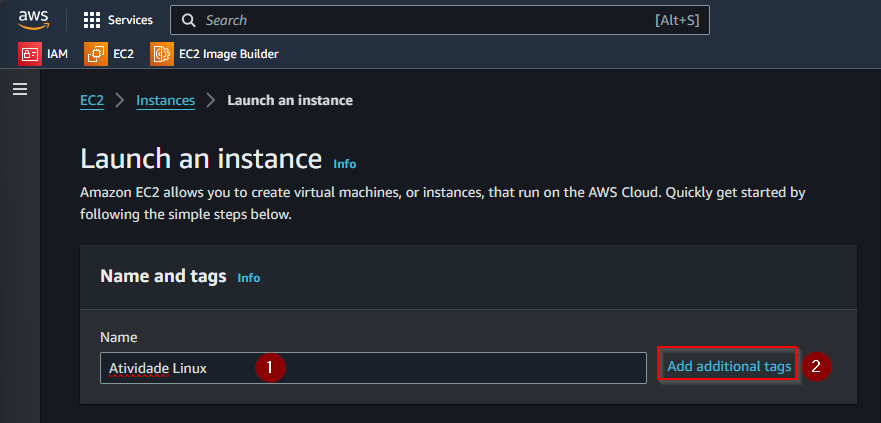 aws Services Search [Alt+S]
IAM EC2 EC2 Image Builder
EC2 Instances Launch an instance
Launch an instance Info
Amazon EC2 allows you to create virtual machines, or instances, that run on the AWS Cloud. Quickly get started by
following the simple steps below.
Name and tags Info
Name
Atividade Linux 1 Add additional tags 2